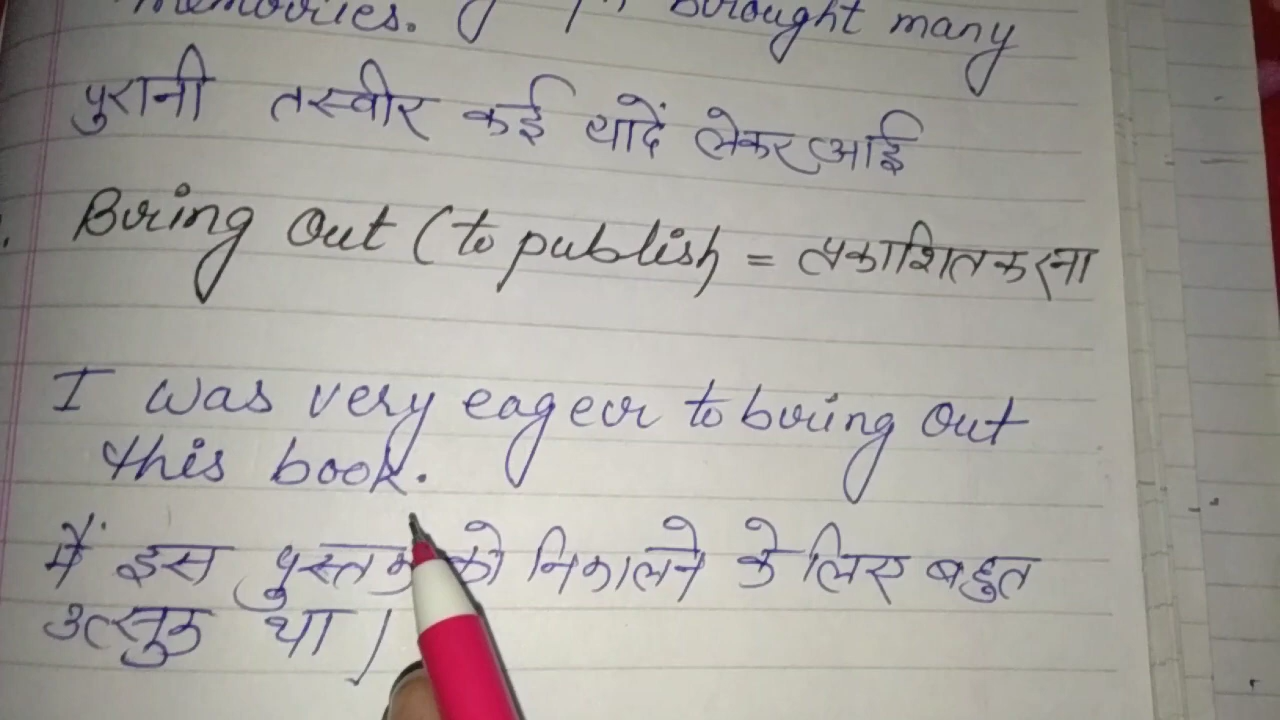 memories. brought many
पुरानी तस्वीर कई यादें लेकर आई
Bring Out (to publish) = प्रकाशित करना
I was very eager to bring out
this book.
मैं इस पुस्तक को निकालने के लिए बहुत
उत्सुक था |